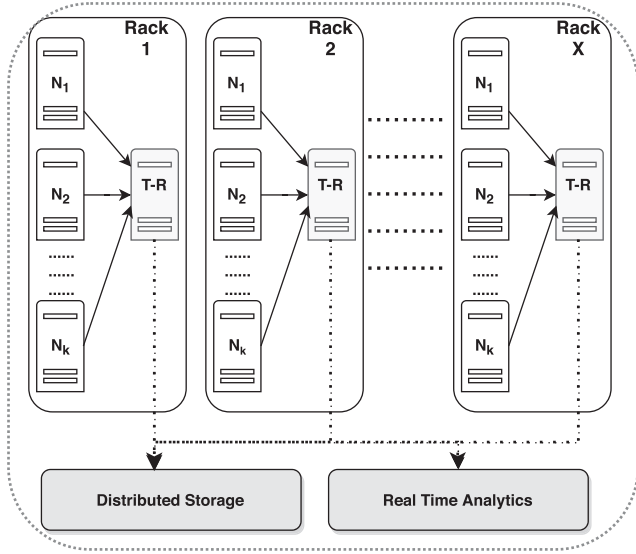 Rack
1
N1
T-R
N2
Nk
Rack
2
N1
T-R
N2
Nk
Rack
X
N1
T-R
N2
Nk
Distributed Storage
Real Time Analytics